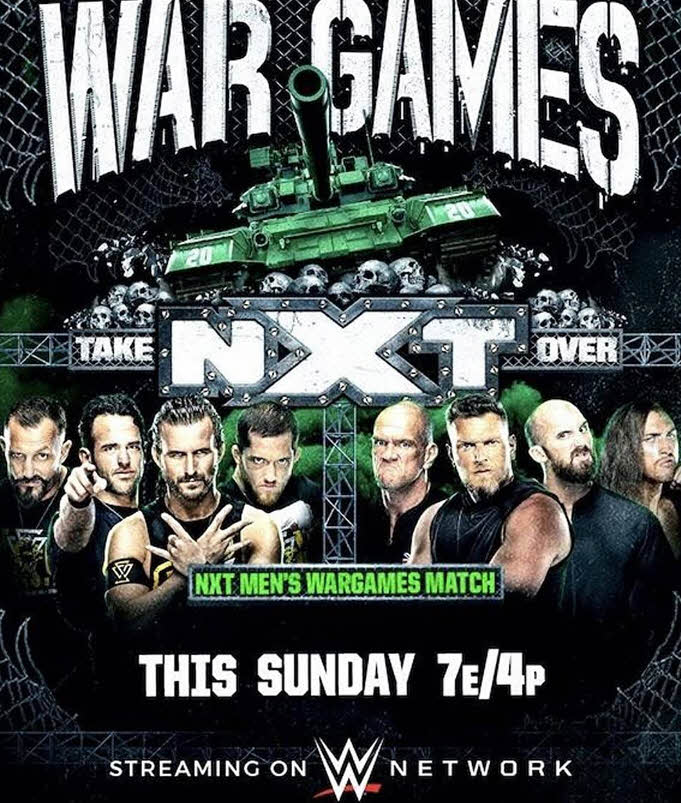 WAR GAMES
20 20
TAKE NXT OVER
NXT MEN'S WARGAMES MATCH
THIS SUNDAY 7E/4P
STREAMING ON W NETWORK